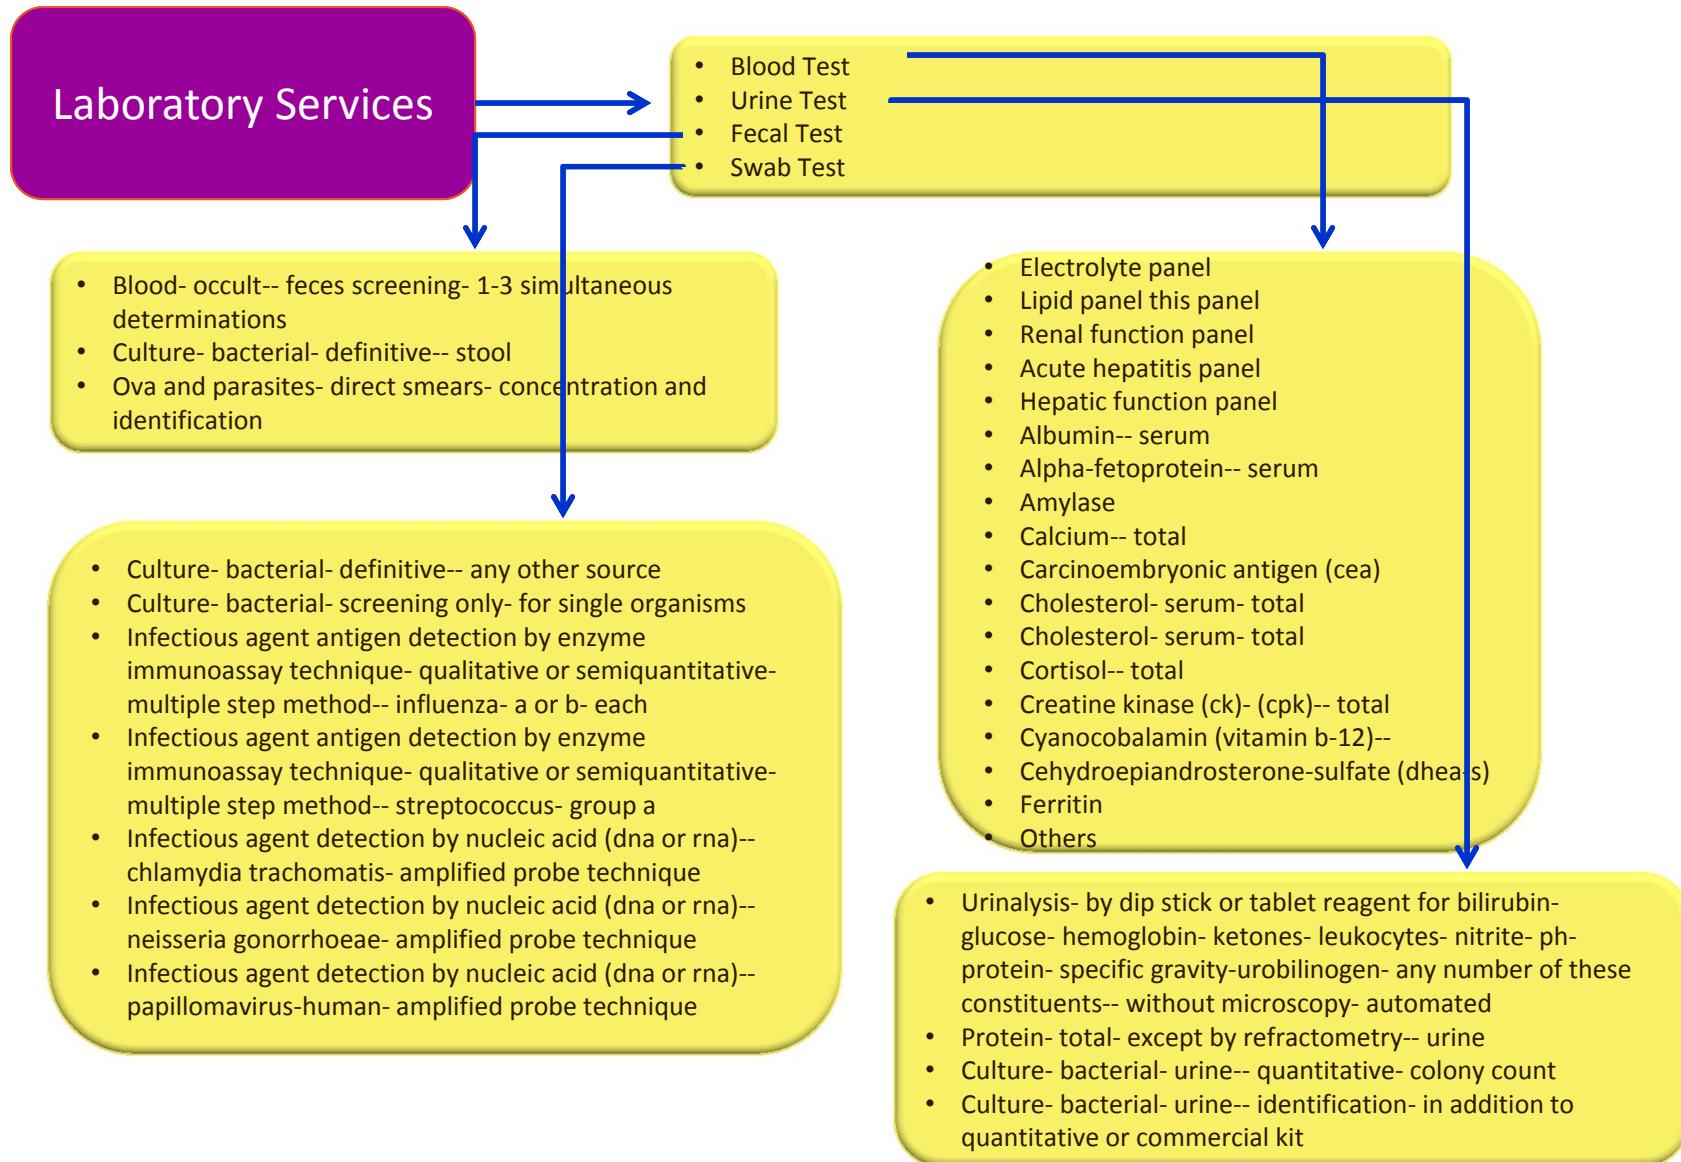 Laboratory Services
• Blood Test
• Urine Test
• Fecal Test
• Swab Test
• Blood- occult-- feces screening- 1-3 simultaneous
determinations
• Culture- bacterial- definitive-- stool
• Ova and parasites- direct smears- concentration and
identification
• Culture- bacterial- definitive-- any other source
• Culture- bacterial- screening only- for single organisms
• Infectious agent antigen detection by enzyme
immunoassay technique- qualitative or semiquantitative-
multiple step method-- influenza- a or b- each
• Infectious agent antigen detection by enzyme
immunoassay technique- qualitative or semiquantitative-
multiple step method-- streptococcus- group a
• Infectious agent detection by nucleic acid (dna or rna)--
chlamydia trachomatis- amplified probe technique
• Infectious agent detection by nucleic acid (dna or rna)--
neisseria gonorrhoeae- amplified probe technique
• Infectious agent detection by nucleic acid (dna or rna)--
papillomavirus-human- amplified probe technique
• Electrolyte panel
• Lipid panel this panel
• Renal function panel
• Acute hepatitis panel
• Hepatic function panel
• Albumin-- serum
• Alpha-fetoprotein-- serum
• Amylase
• Calcium-- total
• Carcinoembryonic antigen (cea)
• Cholesterol- serum- total
• Cholesterol- serum- total
• Cortisol-- total
• Creatine kinase (ck)- (cpk)-- total
• Cyanocobalamin (vitamin b-12)--
• Cehydroepiandrosterone-sulfate (dhea-s)
• Ferritin
• Others
• Urinalysis- by dip stick or tablet reagent for bilirubin-
glucose- hemoglobin- ketones- leukocytes- nitrite- ph-
protein- specific gravity-urobilinogen- any number of these
constituents-- without microscopy- automated
• Protein- total- except by refractometry-- urine
• Culture- bacterial- urine-- quantitative- colony count
• Culture- bacterial- urine-- identification- in addition to
quantitative or commercial kit